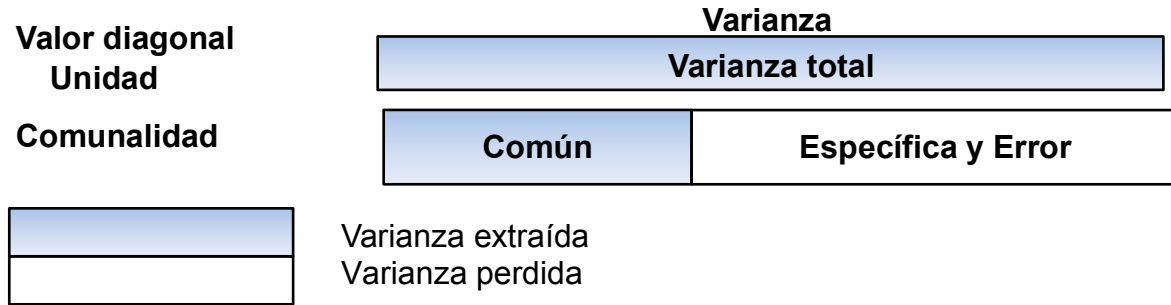 Varianza
Valor diagonal
Unidad
Varianza total
Comunalidad
Común
Específica y Error
Varianza extraída
Varianza perdida